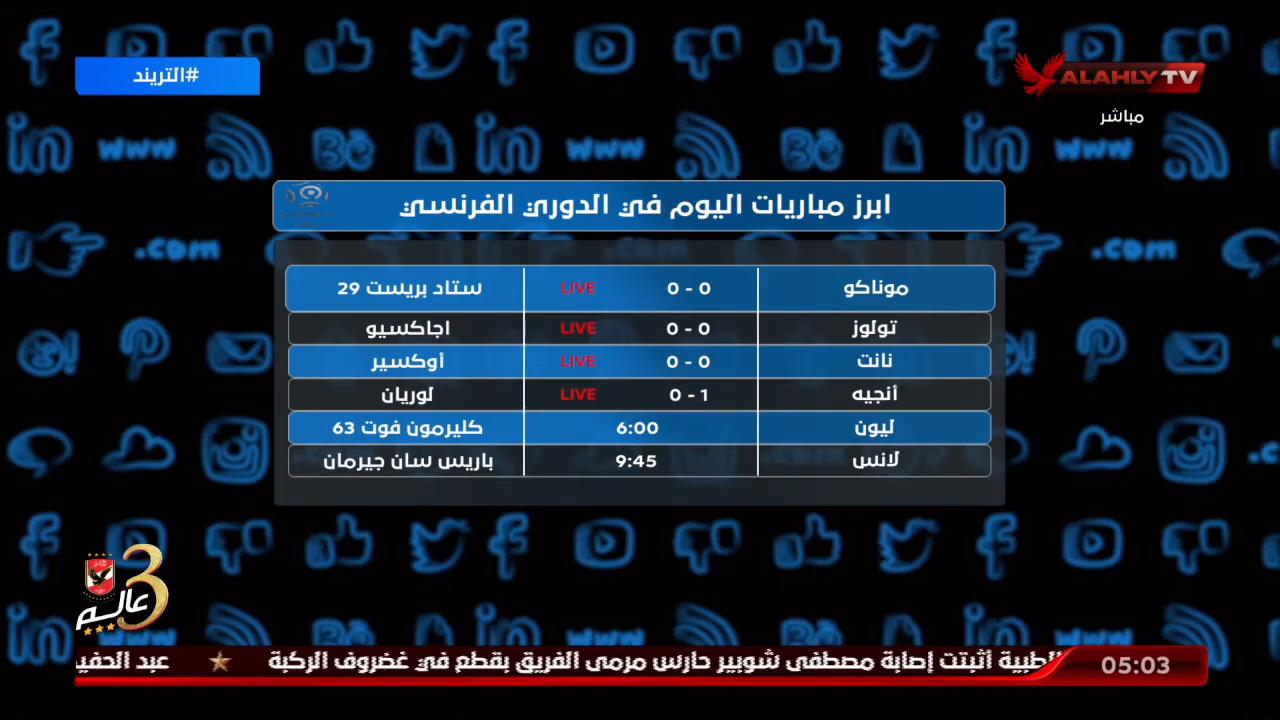 #التريند
ALAHLY TV
مباشر
ابرز مباريات اليوم في الدوري الفرنسي
موناكو 0 - 0 LIVE ستاد بريست 29
تولوز 0 - 0 LIVE اجاكسيو
نانت 0 - 0 LIVE أوكسير
أنجيه 1 - 0 LIVE لوريان
ليون 6:00 كليرمون فوت 63
لانس 9:45 باريس سان جيرمان
3 عالم
05:03
الطبية أثبتت إصابة مصطفى شوبير حارس مرمى الفريق بقطع في غضروف الركبة
عبد الحفيـ